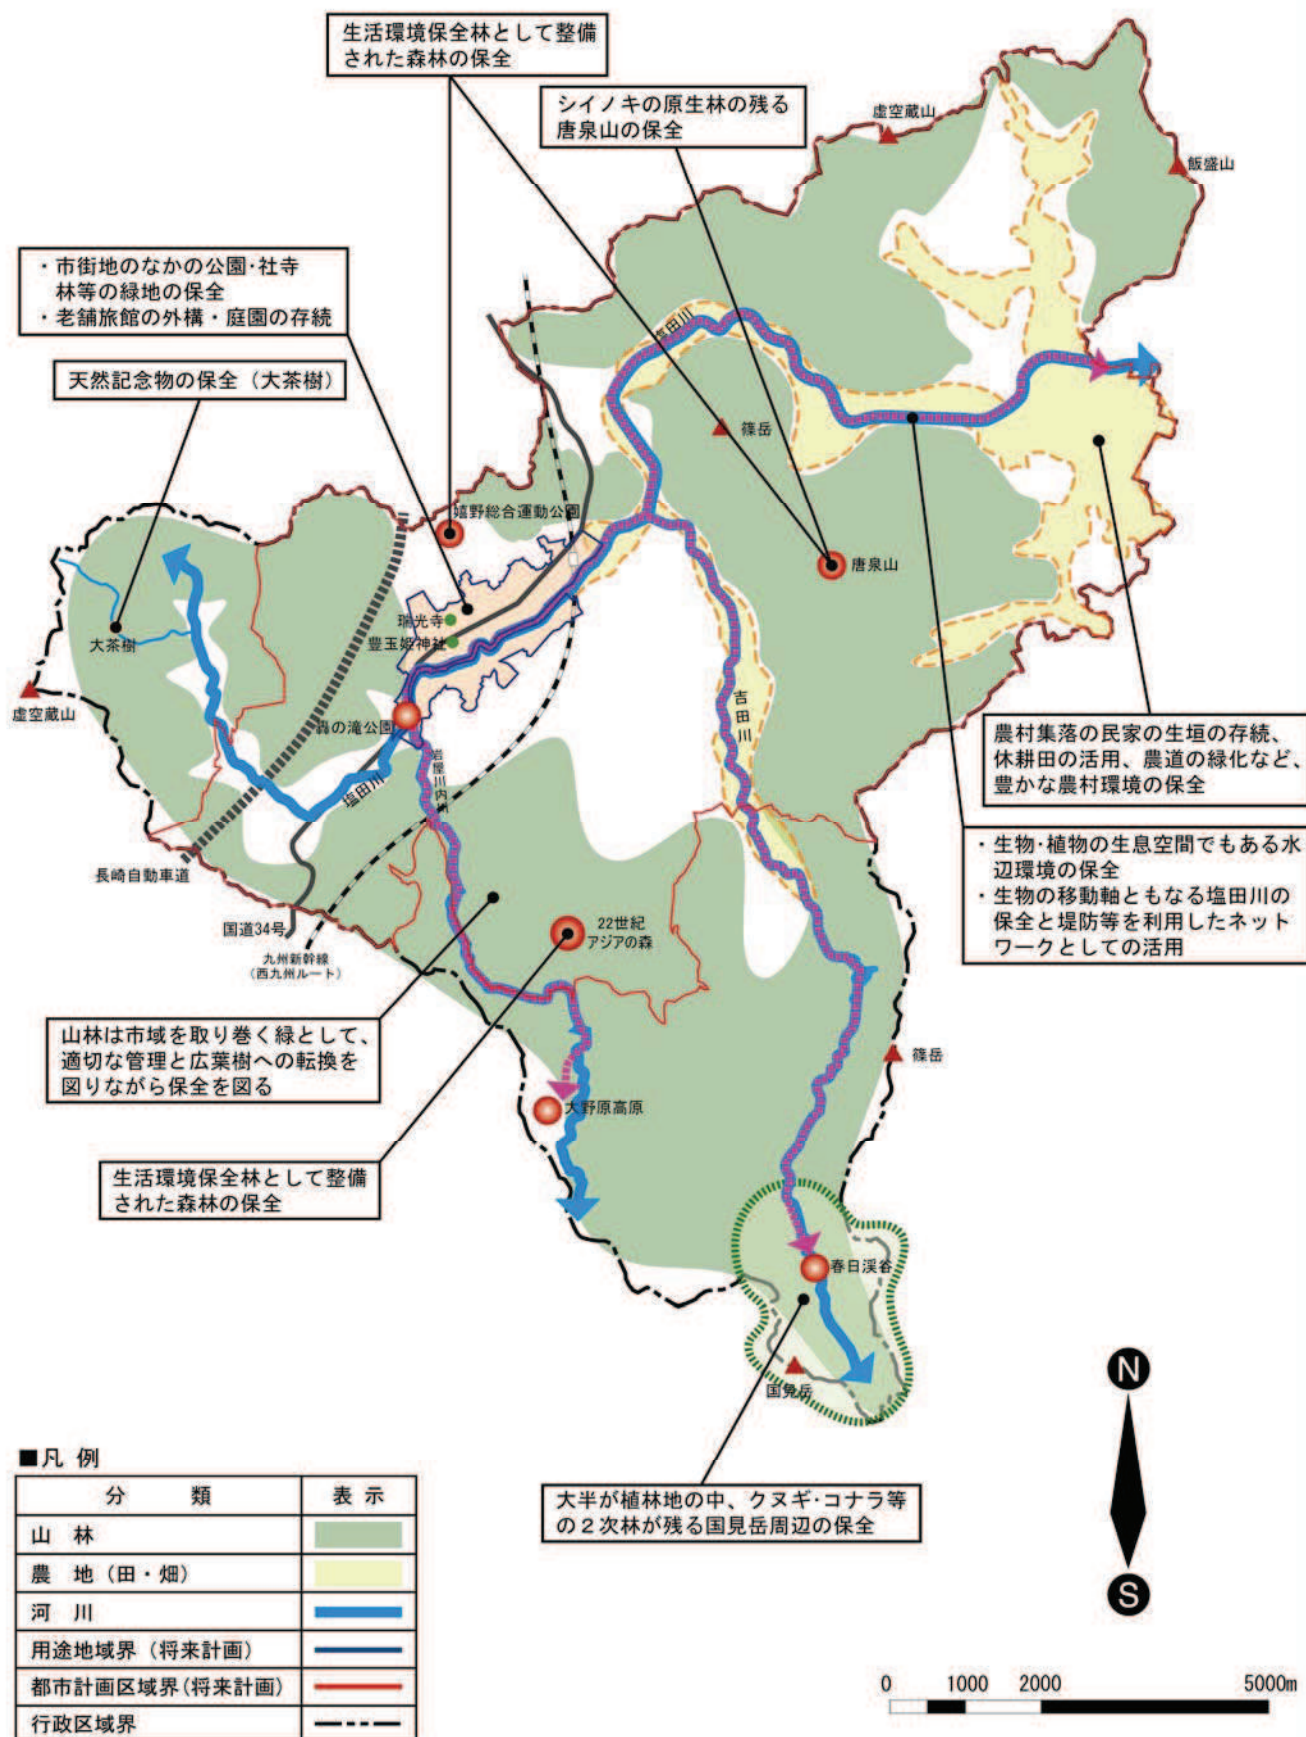 生活環境保全林として整備
された森林の保全
シイノキの原生林の残る
唐泉山の保全
虚空蔵山
飯盛山
・市街地のなかの公園・社寺
林等の緑地の保全
・老舗旅館の外構・庭園の存続
天然記念物の保全（大茶樹）
塩田川
篠岳
嬉野総合運動公園
唐泉山
瑞光寺
豊玉姫神社
大茶樹
虚空蔵山
轟の滝公園
吉田川
岩屋川内
塩田川
農村集落の民家の生垣の存続、
休耕田の活用、農道の緑化など、
豊かな農村環境の保全
・生物・植物の生息空間でもある水
辺環境の保全
・生物の移動軸ともなる塩田川の
保全と堤防等を利用したネット
ワークとしての活用
長崎自動車道
国道34号
九州新幹線
（西九州ルート）
22世紀
アジアの森
山林は市域を取り巻く緑として、
適切な管理と広葉樹への転換を
図りながら保全を図る
篠岳
大野原高原
生活環境保全林として整備
された森林の保全
春日渓谷
国見岳
N
S
大半が植林地の中、クヌギ・コナラ等
の２次林が残る国見岳周辺の保全
■凡 例
分 類 表 示
山 林
農 地（田・畑）
河 川
用途地域界（将来計画）
都市計画区域界（将来計画）
行政区域界
0 1000 2000 5000m